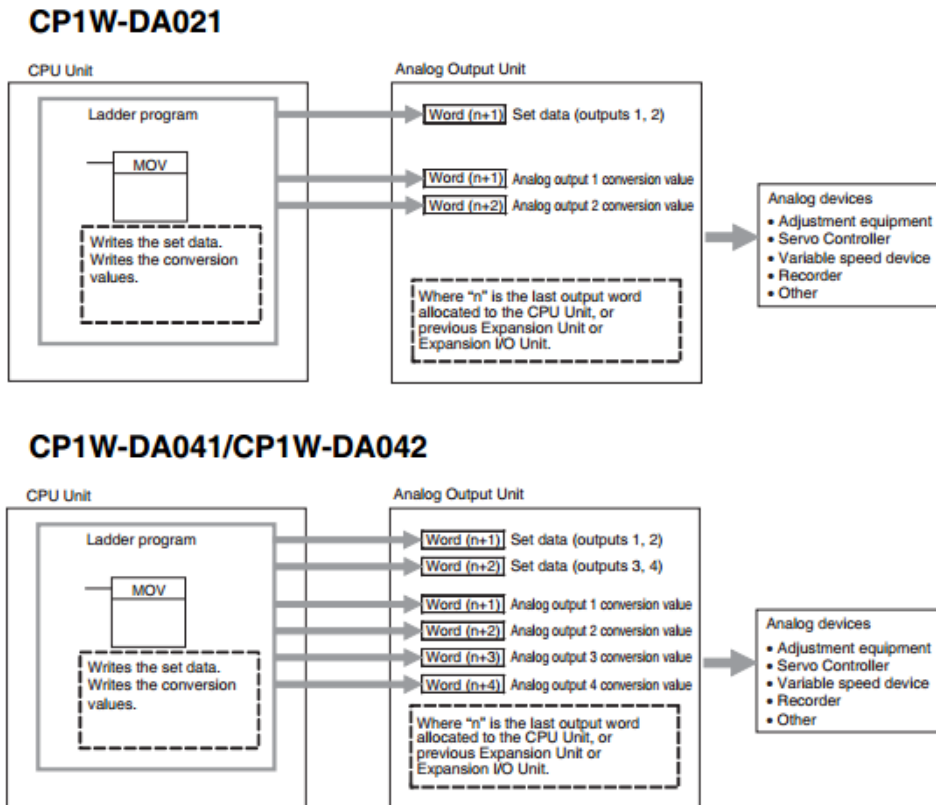 CP1W-DA021
CPU Unit
Analog Output Unit
Ladder program
MOV
Writes the set data.
Writes the conversion
values.
Word (n+1) Set data (outputs 1, 2)
Word (n+1) Analog output 1 conversion value
Word (n+2) Analog output 2 conversion value
Where “n” is the last output word
allocated to the CPU Unit, or
previous Expansion Unit or
Expansion I/O Unit.
Analog devices
• Adjustment equipment
• Servo Controller
• Variable speed device
• Recorder
• Other
CP1W-DA041/CP1W-DA042
CPU Unit
Analog Output Unit
Ladder program
MOV
Writes the set data.
Writes the conversion
values.
Word (n+1) Set data (outputs 1, 2)
Word (n+2) Set data (outputs 3, 4)
Word (n+1) Analog output 1 conversion value
Word (n+2) Analog output 2 conversion value
Word (n+3) Analog output 3 conversion value
Word (n+4) Analog output 4 conversion value
Where “n” is the last output word
allocated to the CPU Unit, or
previous Expansion Unit or
Expansion I/O Unit.
Analog devices
• Adjustment equipment
• Servo Controller
• Variable speed device
• Recorder
• Other